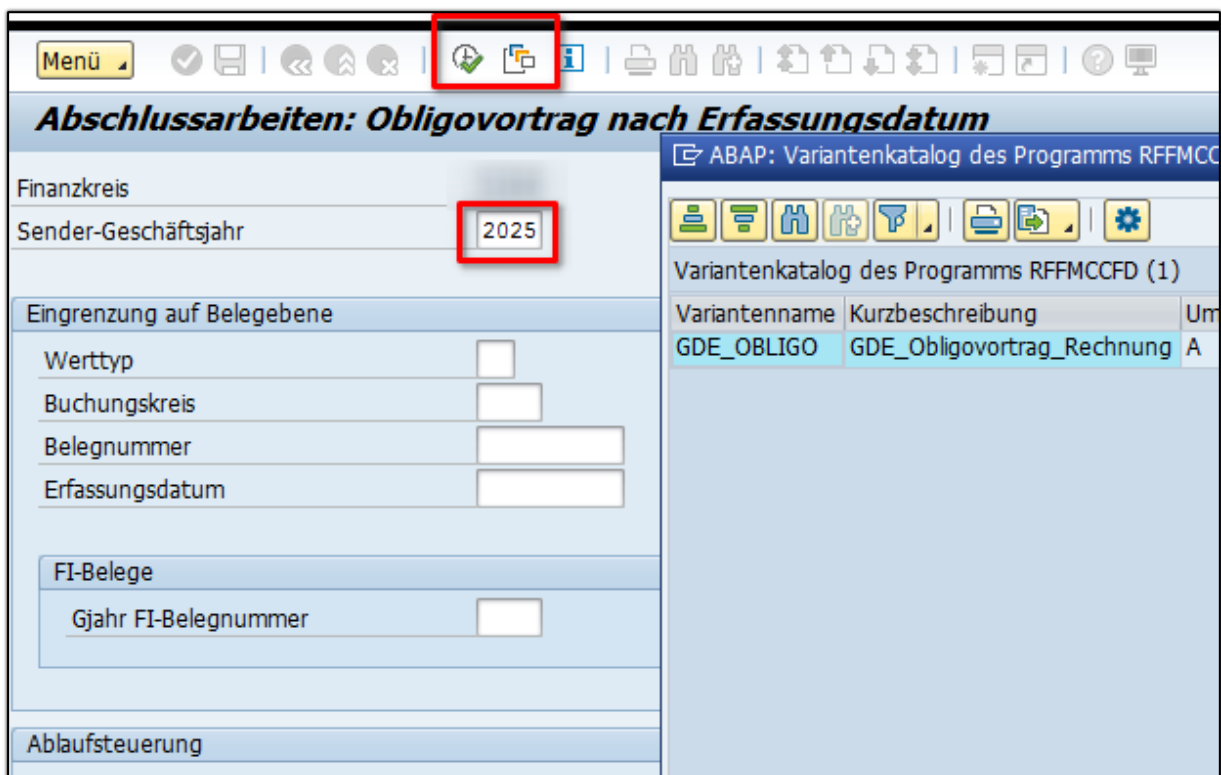 Menü
Abschlussarbeiten: Obligovortrag nach Erfassungsdatum
Finanzkreis
Sender-Geschäftsjahr 2025
Eingrenzung auf Belegebene
Werttyp
Buchungskreis
Belegnummer
Erfassungsdatum
FI-Belege
Gjahr FI-Belegnummer
Ablaufsteuerung
ABAP: Variantenkatalog des Programms RFFMCC
Variantenkatalog des Programms RFFMCCFD (1)
Variantenname Kurzbeschreibung Um
GDE_OBLIGO GDE_Obligovortrag_Rechnung A